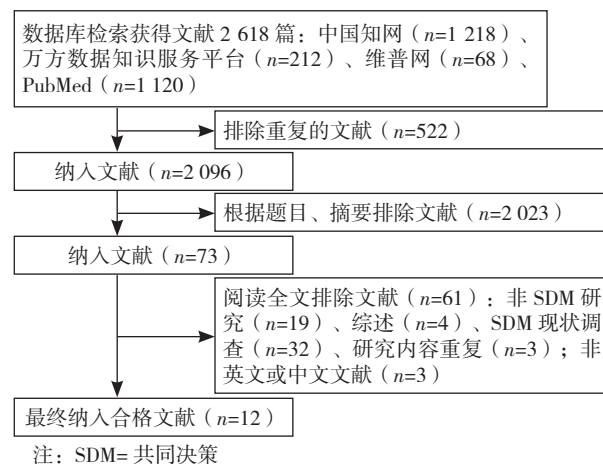 数据库检索获得文献 2 618 篇：中国知网（n=1 218）、
万方数据知识服务平台（n=212）、维普网（n=68）、
PubMed（n=1 120）
排除重复的文献（n=522）
纳入文献（n=2 096）
根据题目、摘要排除文献（n=2 023）
纳入文献（n=73）
阅读全文排除文献（n=61）：非 SDM 研
究（n=19）、综述（n=4）、SDM 现状调
查（n=32）、研究内容重复（n=3）；非
英文或中文文献（n=3）
最终纳入合格文献（n=12）
注：SDM= 共同决策